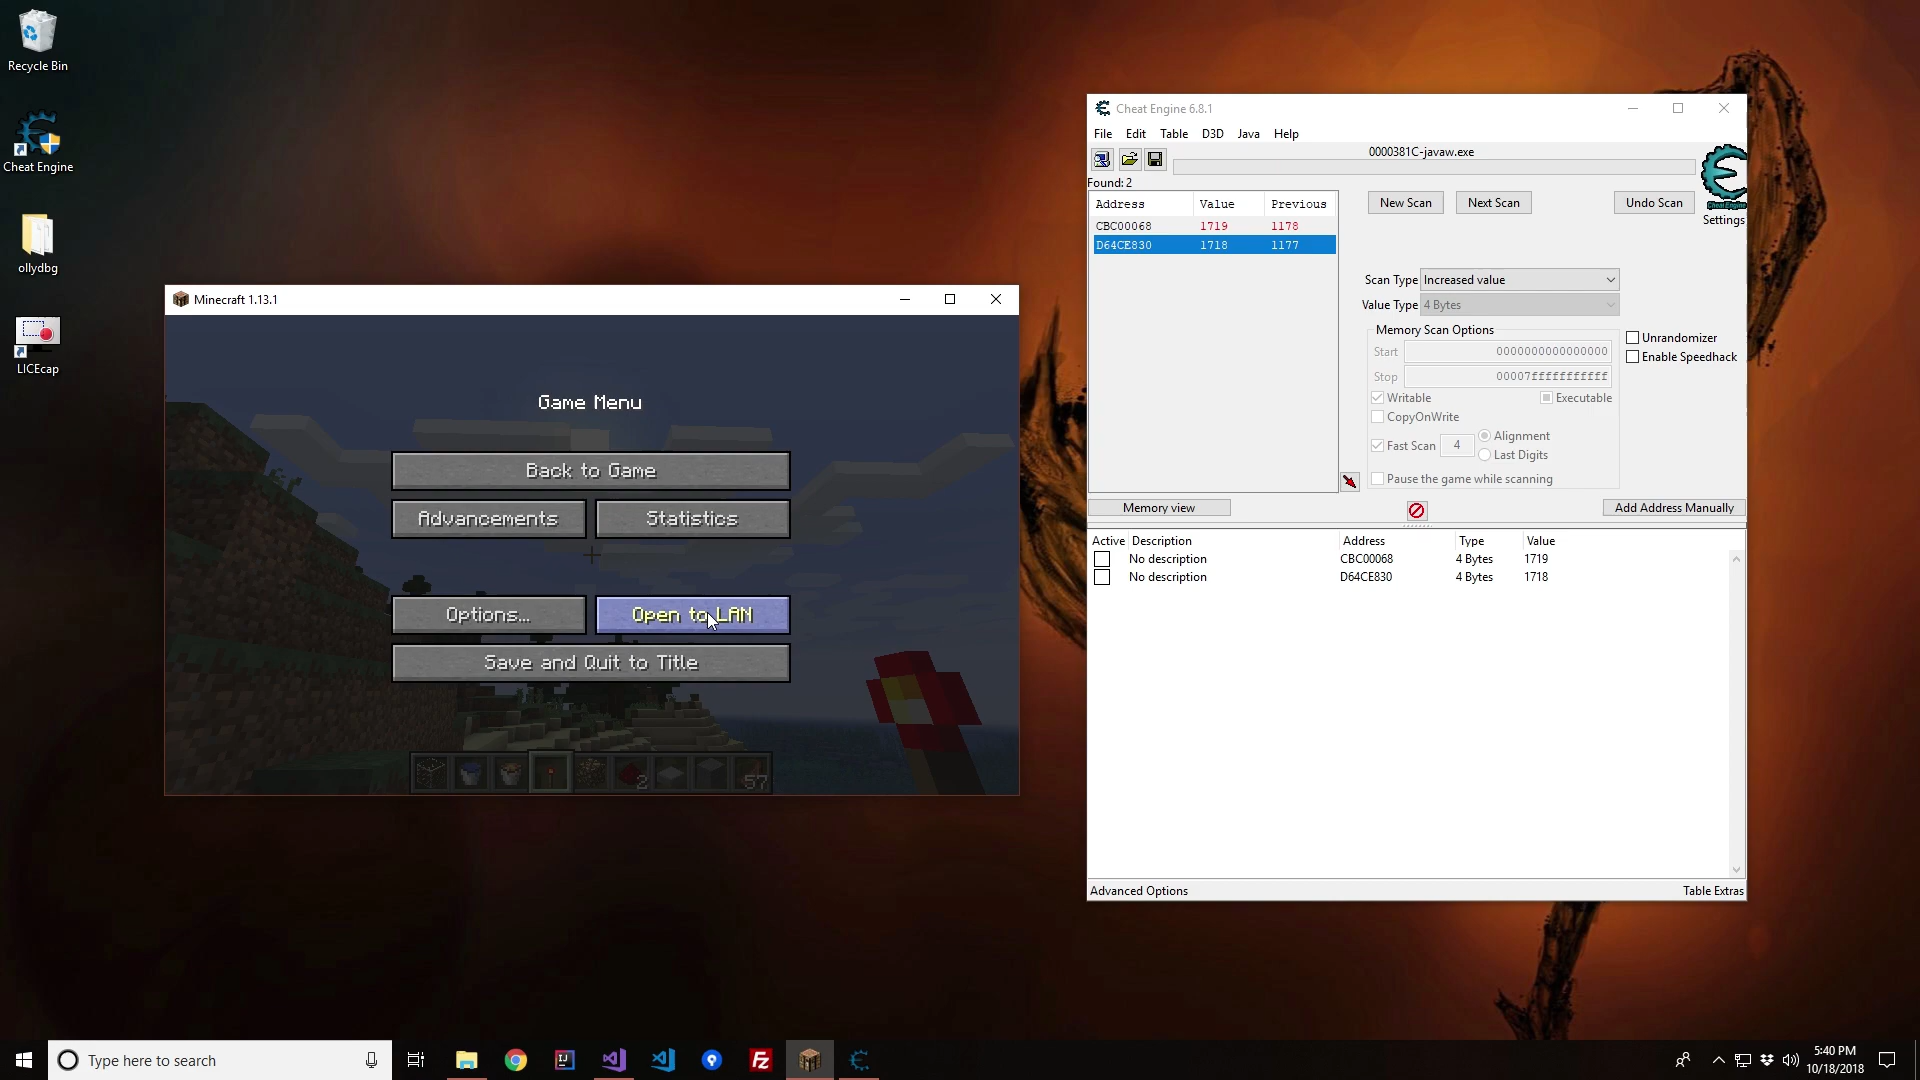 Recycle Bin
Cheat Engine
ollydbg
LICEcap
Minecraft 1.13.1
Game Menu
Back to Game
Advancements
Statistics
Options...
Open to LAN
Save and Quit to Title
2
57
Cheat Engine 6.8.1
File Edit Table D3D Java Help
0000381C-javaw.exe
Found: 2
Address Value Previous
CBC00068 1719 1178
D64CE830 1718 1177
New Scan
Next Scan
Undo Scan
Cheat Engine
Settings
Scan Type Increased value
Value Type 4 Bytes
Memory Scan Options
Start 0000000000000000
Stop 00007fffffffffff
Writable Executable
CopyOnWrite
Fast Scan 4 Alignment
Last Digits
Pause the game while scanning
Unrandomizer
Enable Speedhack
Memory view
Add Address Manually
Active Description Address Type Value
No description CBC00068 4 Bytes 1719
No description D64CE830 4 Bytes 1718
Advanced Options Table Extras
Type here to search
IJ
Fz
5:40 PM
10/18/2018